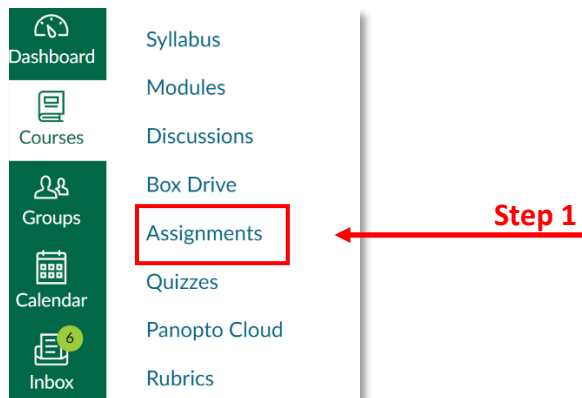 Dashboard
Courses
Groups
Calendar
6
Inbox
Syllabus
Modules
Discussions
Box Drive
Assignments
Quizzes
Panopto Cloud
Rubrics
Step 1